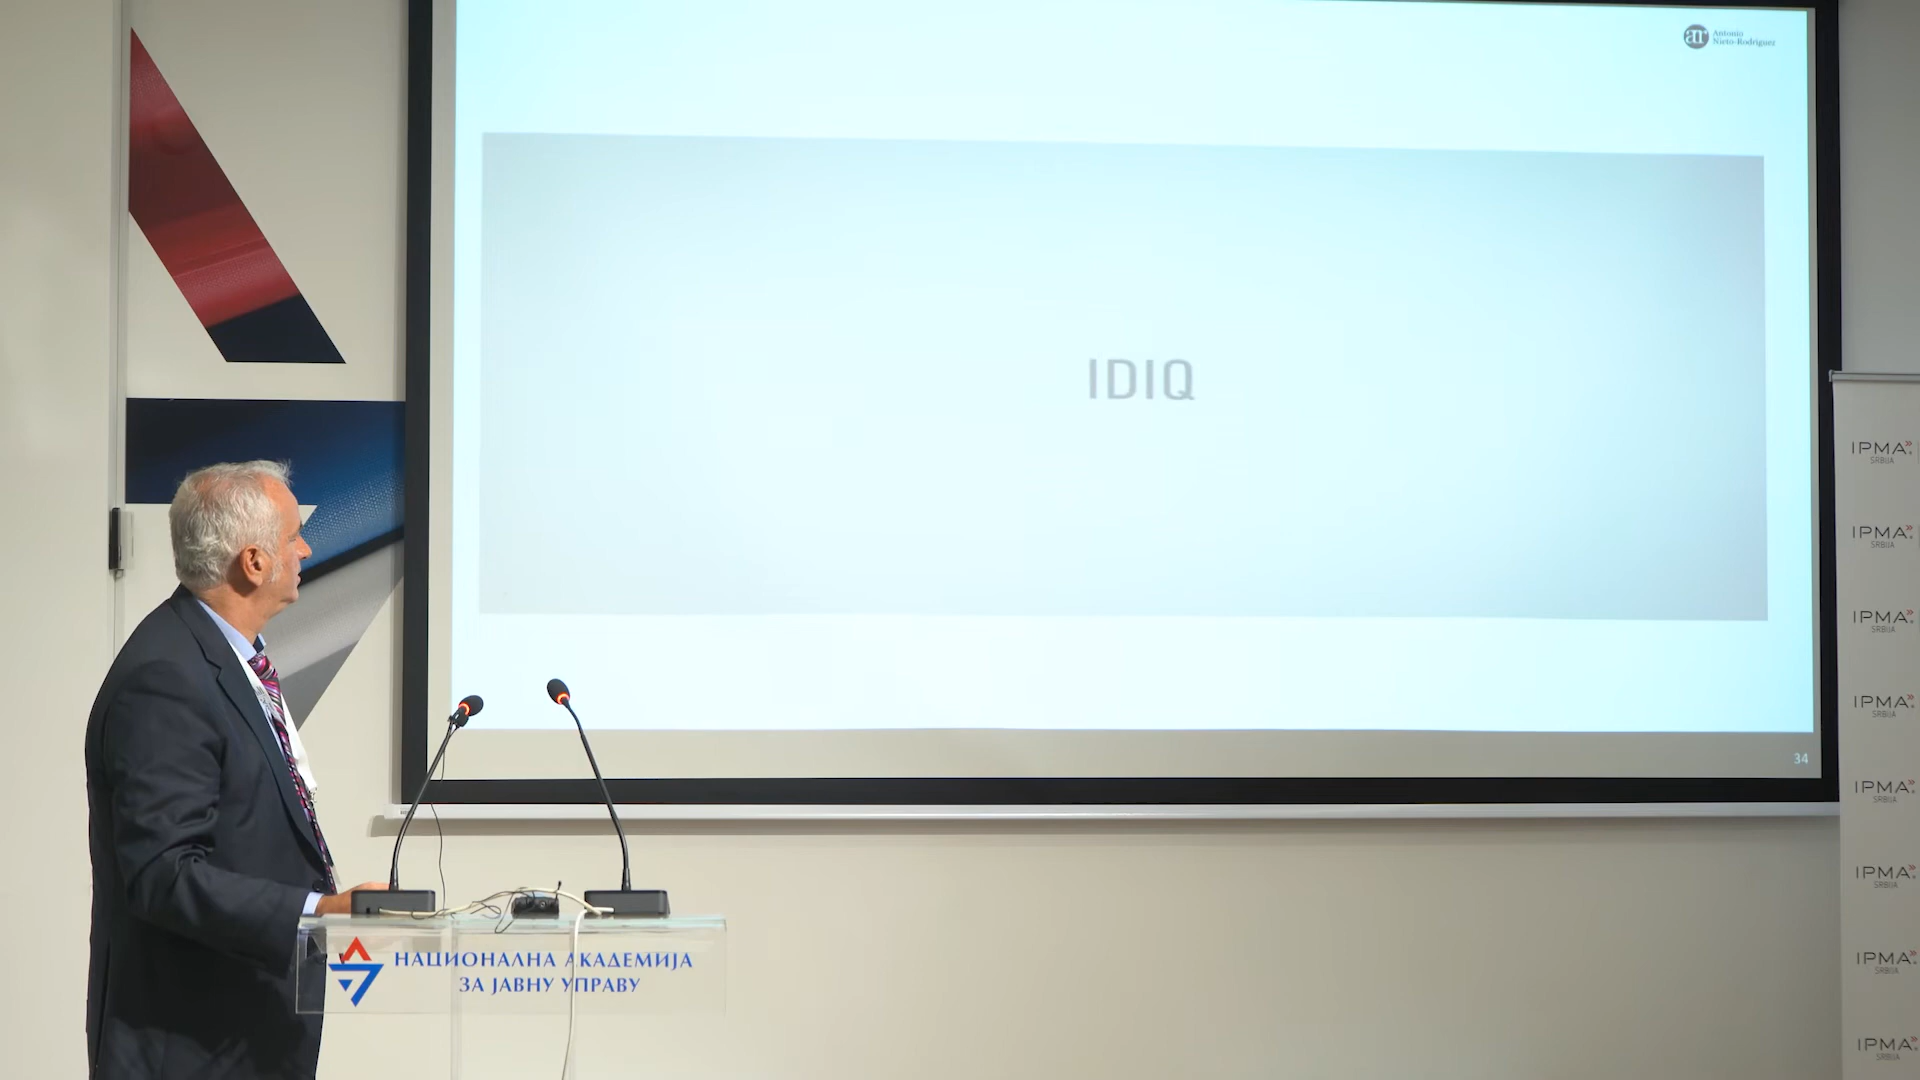 ar Antonio
Nieto-Rodriguez
IDIQ
34
НАЦИОНАЛНА АКАДЕМИЈА
ЗА ЈАВНУ УПРАВУ
IPMA
SRBIJA
IPMA
SRBIJA
IPMA
SRBIJA
IPMA
SRBIJA
IPMA
SRBIJA
IPMA
SRBIJA
IPMA
SRBIJA
IPMA
SRBIJA